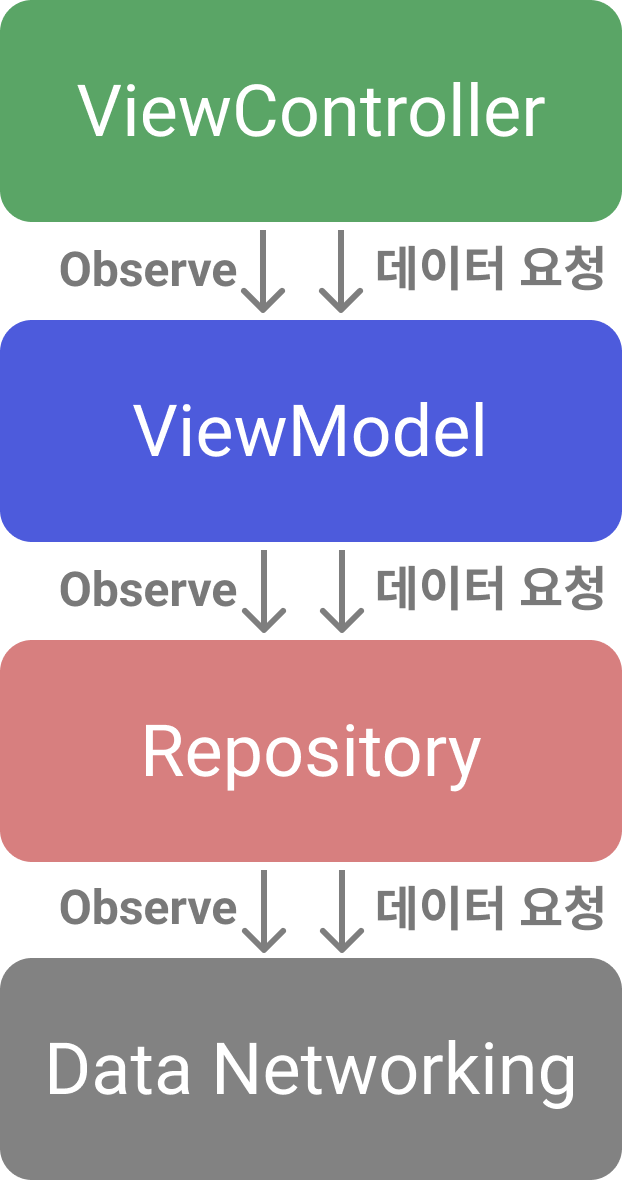 ViewController
Observe 데이터 요청
ViewModel
Observe 데이터 요청
Repository
Observe 데이터 요청
Data Networking